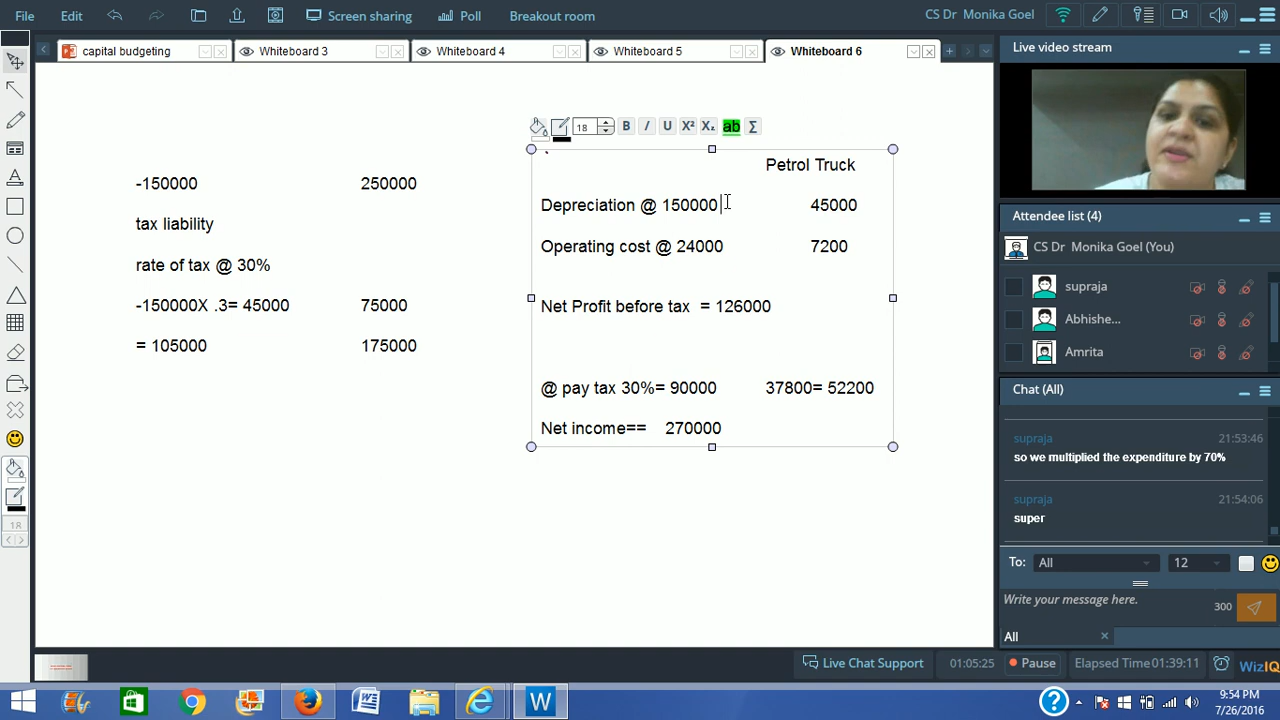 File Edit Screen sharing Poll Breakout room CS Dr Monika Goel
capital budgeting Whiteboard 3 Whiteboard 4 Whiteboard 5 Whiteboard 6
Live video stream
18 B I U X² X₂ ab Σ
-150000 250000
tax liability
rate of tax @ 30%
-150000X .3= 45000 75000
= 105000 175000
Petrol Truck
Depreciation @ 150000 45000
Operating cost @ 24000 7200
Net Profit before tax = 126000
@ pay tax 30%= 90000 37800= 52200
Net income== 270000
18
Attendee list (4)
CS Dr Monika Goel (You)
supraja
Abhishe...
Amrita
Chat (All)
supraja 21:53:46
so we multiplied the expenditure by 70%
supraja 21:54:06
super
To: All 12
Write your message here.
300
All
Live Chat Support 01:05:25 Pause Elapsed Time 01:39:11 WizIQ
9:54 PM
7/26/2016